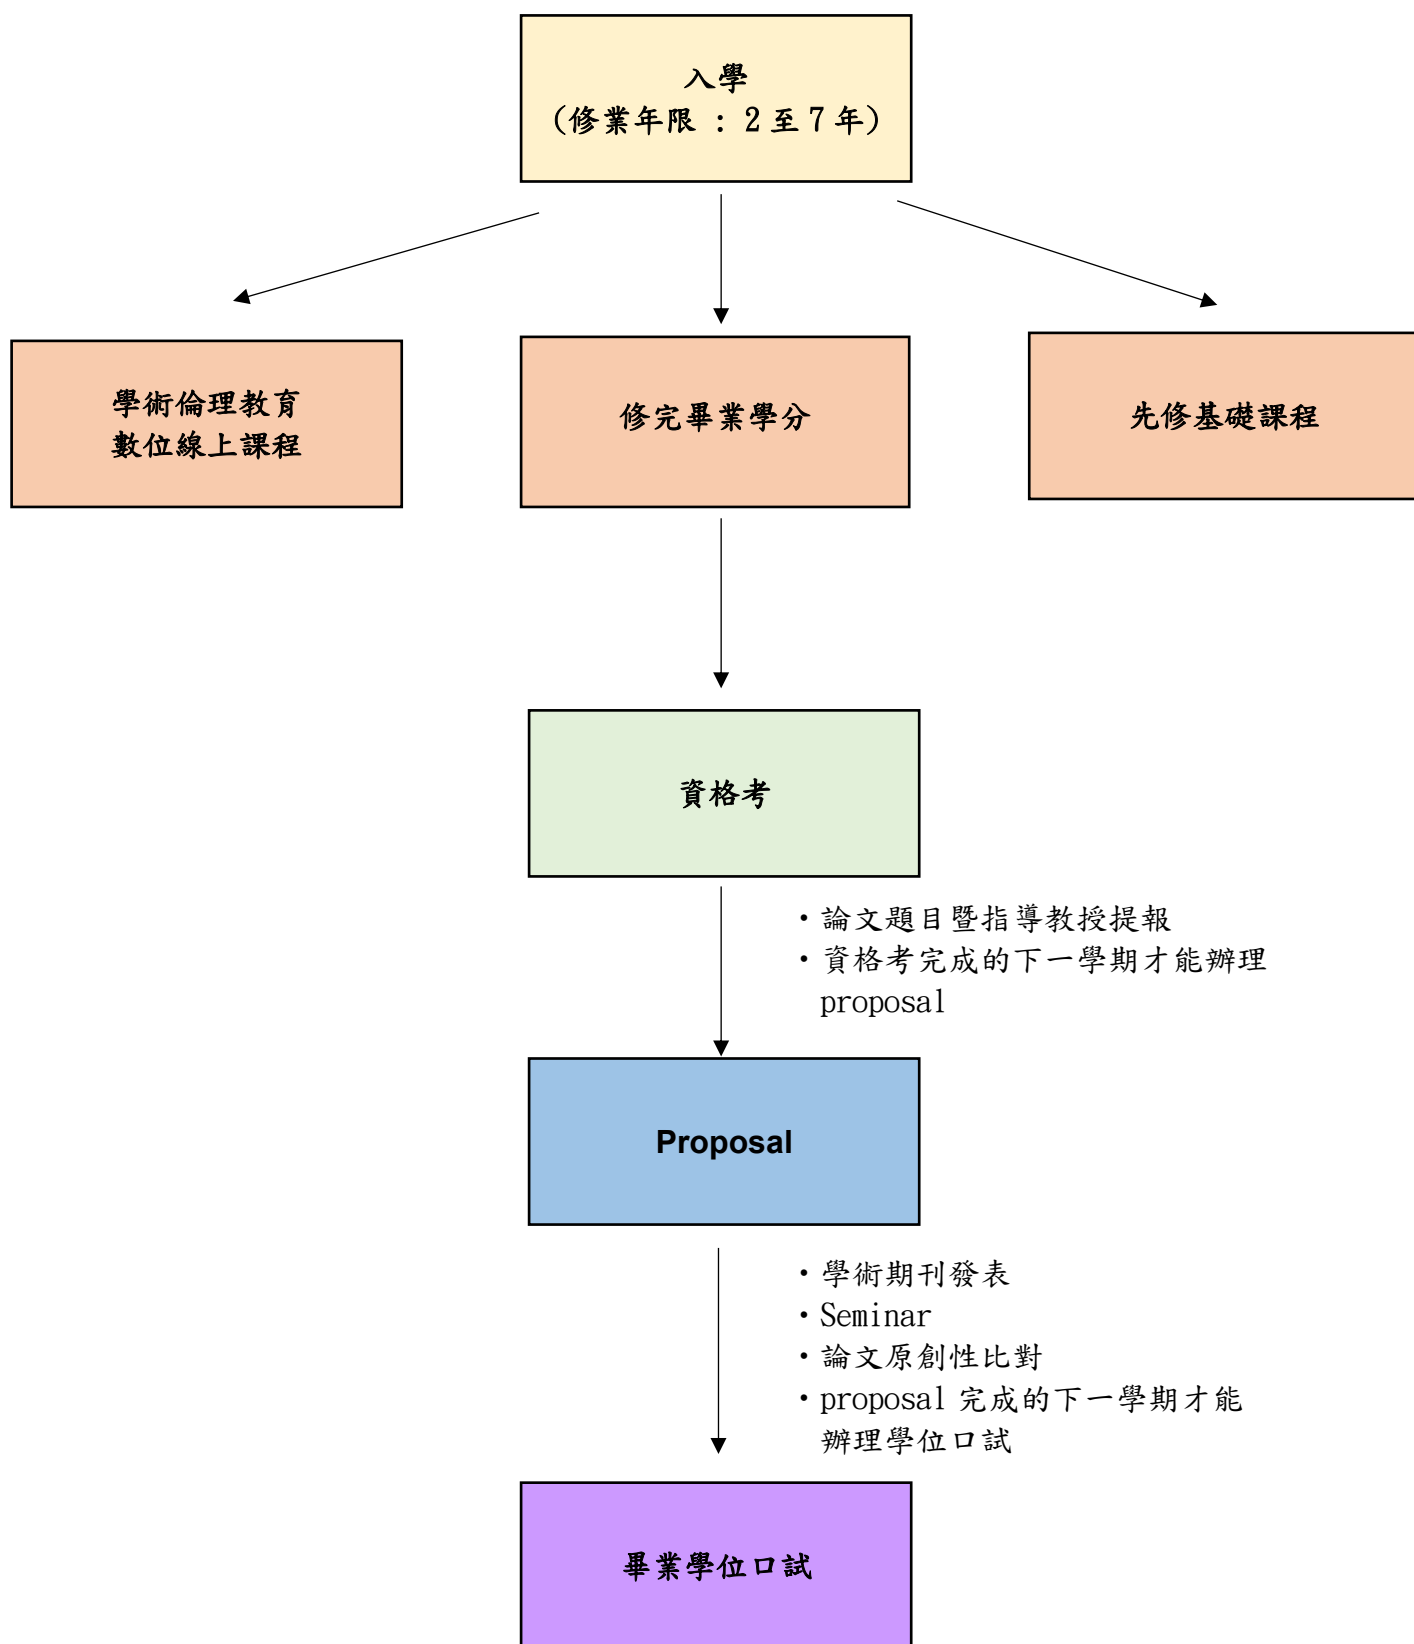 入學
(修業年限 : 2 至 7 年)
學術倫理教育
數位線上課程
修完畢業學分
先修基礎課程
資格考
・論文題目暨指導教授提報
・資格考完成的下一學期才能辦理
proposal
Proposal
・學術期刊發表
・Seminar
・論文原創性比對
・proposal 完成的下一學期才能
辦理學位口試
畢業學位口試